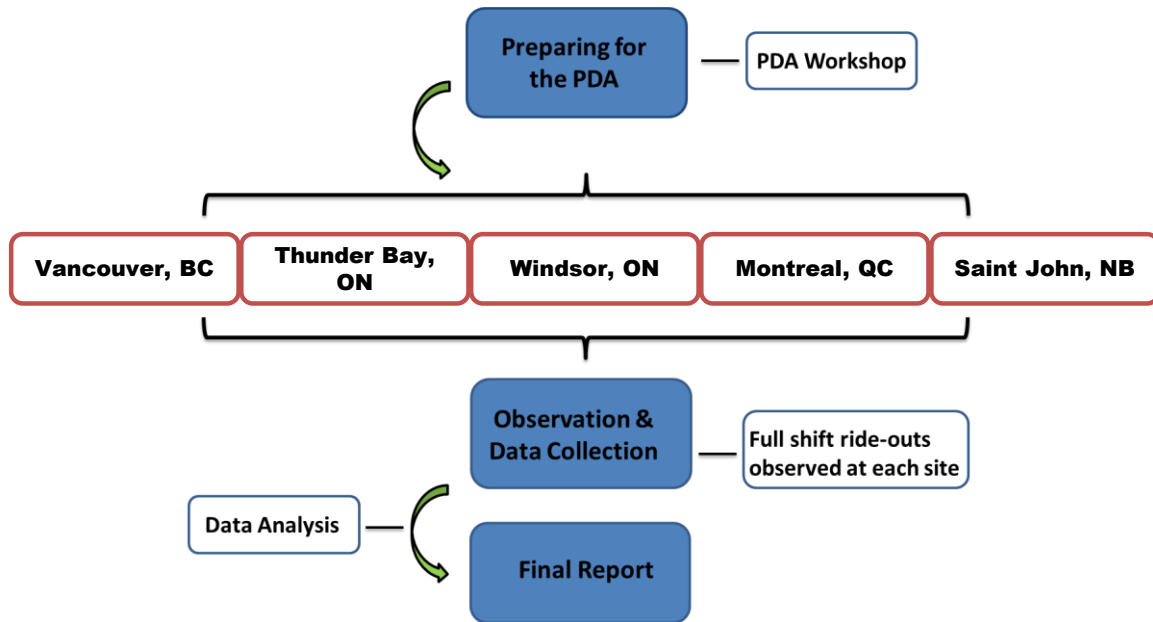 Preparing for
the PDA
PDA Workshop
Vancouver, BC
Thunder Bay,
ON
Windsor, ON
Montreal, QC
Saint John, NB
Observation &
Data Collection
Full shift ride-outs
observed at each site
Data Analysis
Final Report